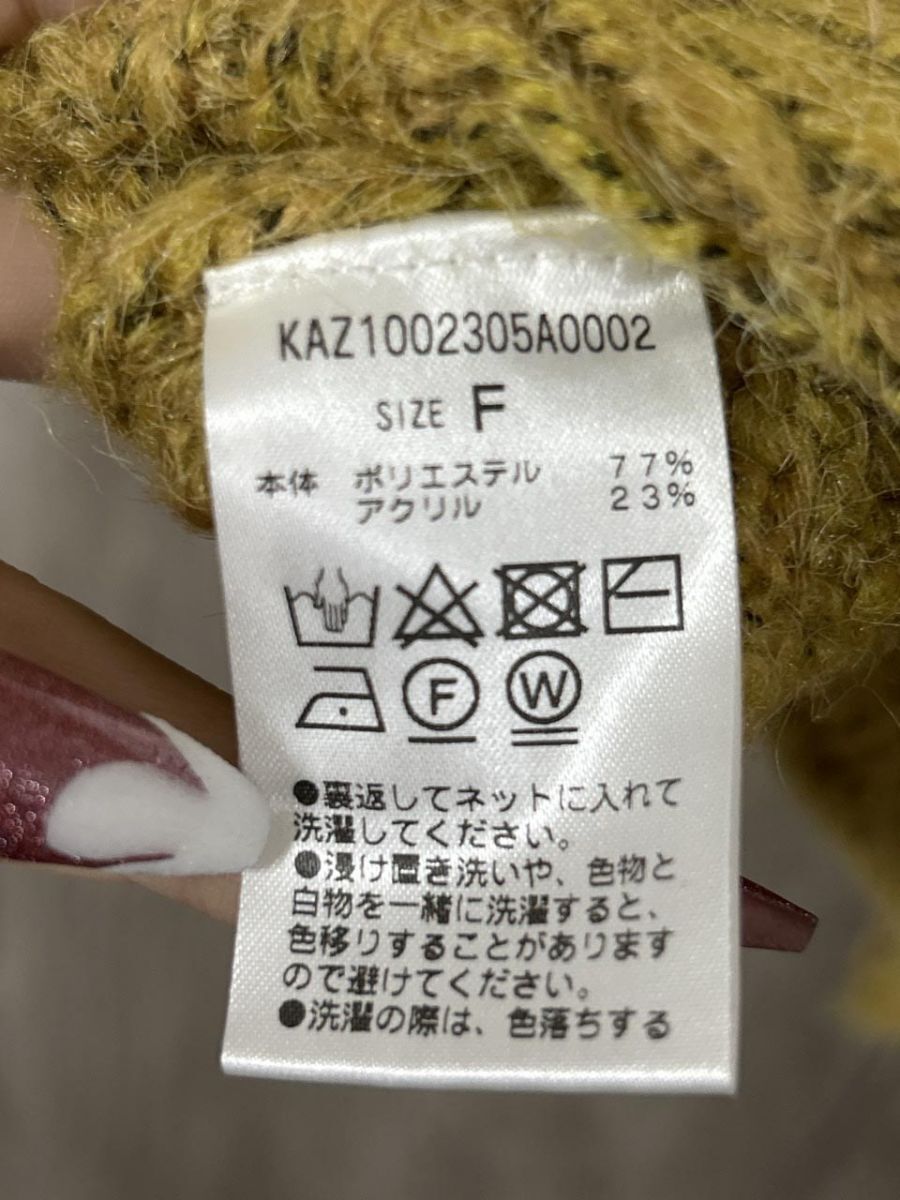 KAZ1002305A0002
SIZE F
本体 ポリエステル 77%
アクリル 23%
F W
●裏返してネットに入れて
洗濯してください。
●浸け置き洗いや、色物と
白物を一緒に洗濯すると、
色移りすることがあります
ので避けてください。
●洗濯の際は、色落ちする